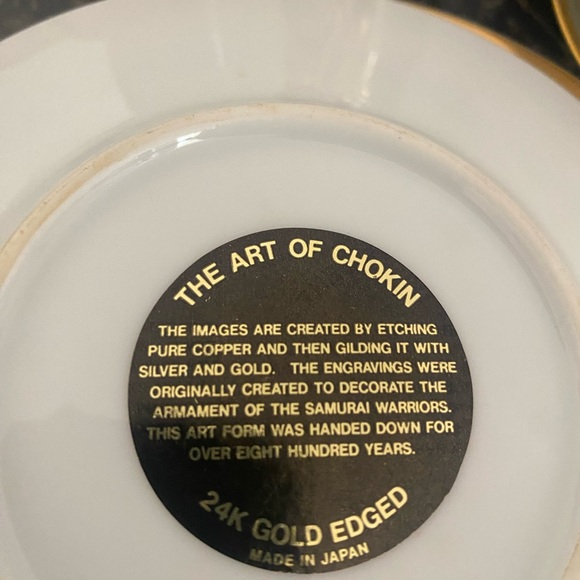 THE ART OF CHOKIN
THE IMAGES ARE CREATED BY ETCHING
PURE COPPER AND THEN GILDING IT WITH
SILVER AND GOLD. THE ENGRAVINGS WERE
ORIGINALLY CREATED TO DECORATE THE
ARMAMENT OF THE SAMURAI WARRIORS.
THIS ART FORM WAS HANDED DOWN FOR
OVER EIGHT HUNDRED YEARS.
24K GOLD EDGED
MADE IN JAPAN